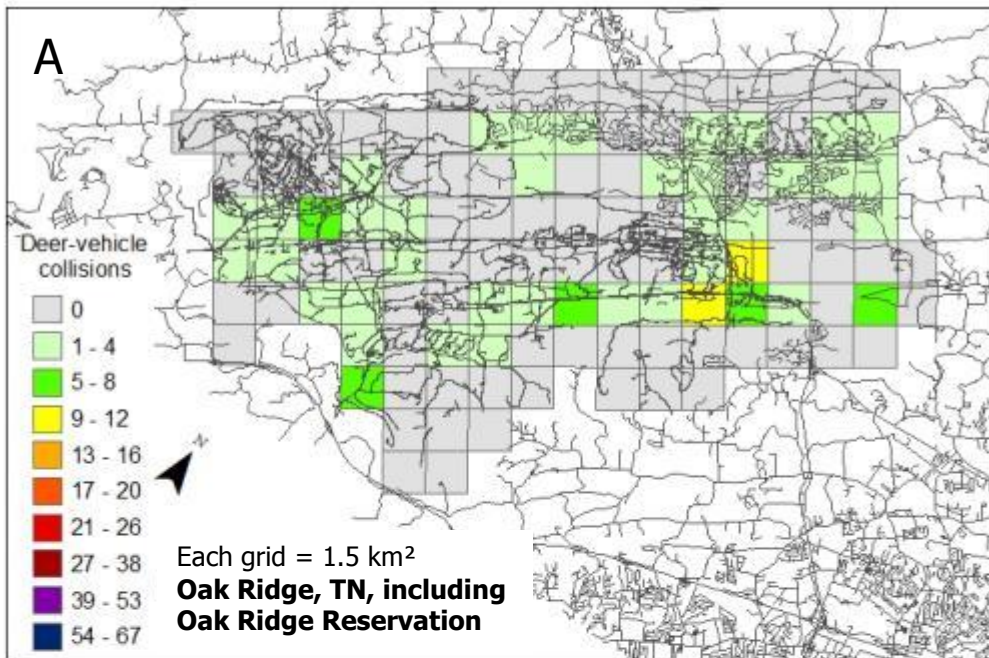 A
Deer-vehicle
collisions
0
1 - 4
5 - 8
9 - 12
13 - 16
17 - 20
21 - 26
27 - 38
39 - 53
54 - 67
N
Each grid = 1.5 km²
Oak Ridge, TN, including
Oak Ridge Reservation